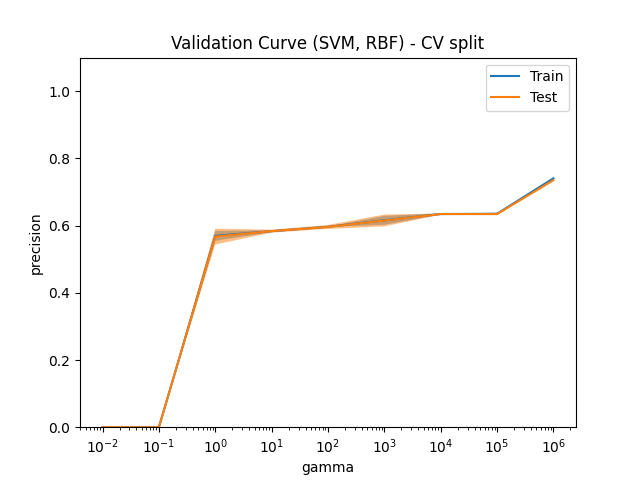 Validation Curve (SVM, RBF) - CV split
Train
Test
precision
1.0
0.8
0.6
0.4
0.2
0.0
10⁻² 10⁻¹ 10⁰ 10¹ 10² 10³ 10⁴ 10⁵ 10⁶
gamma